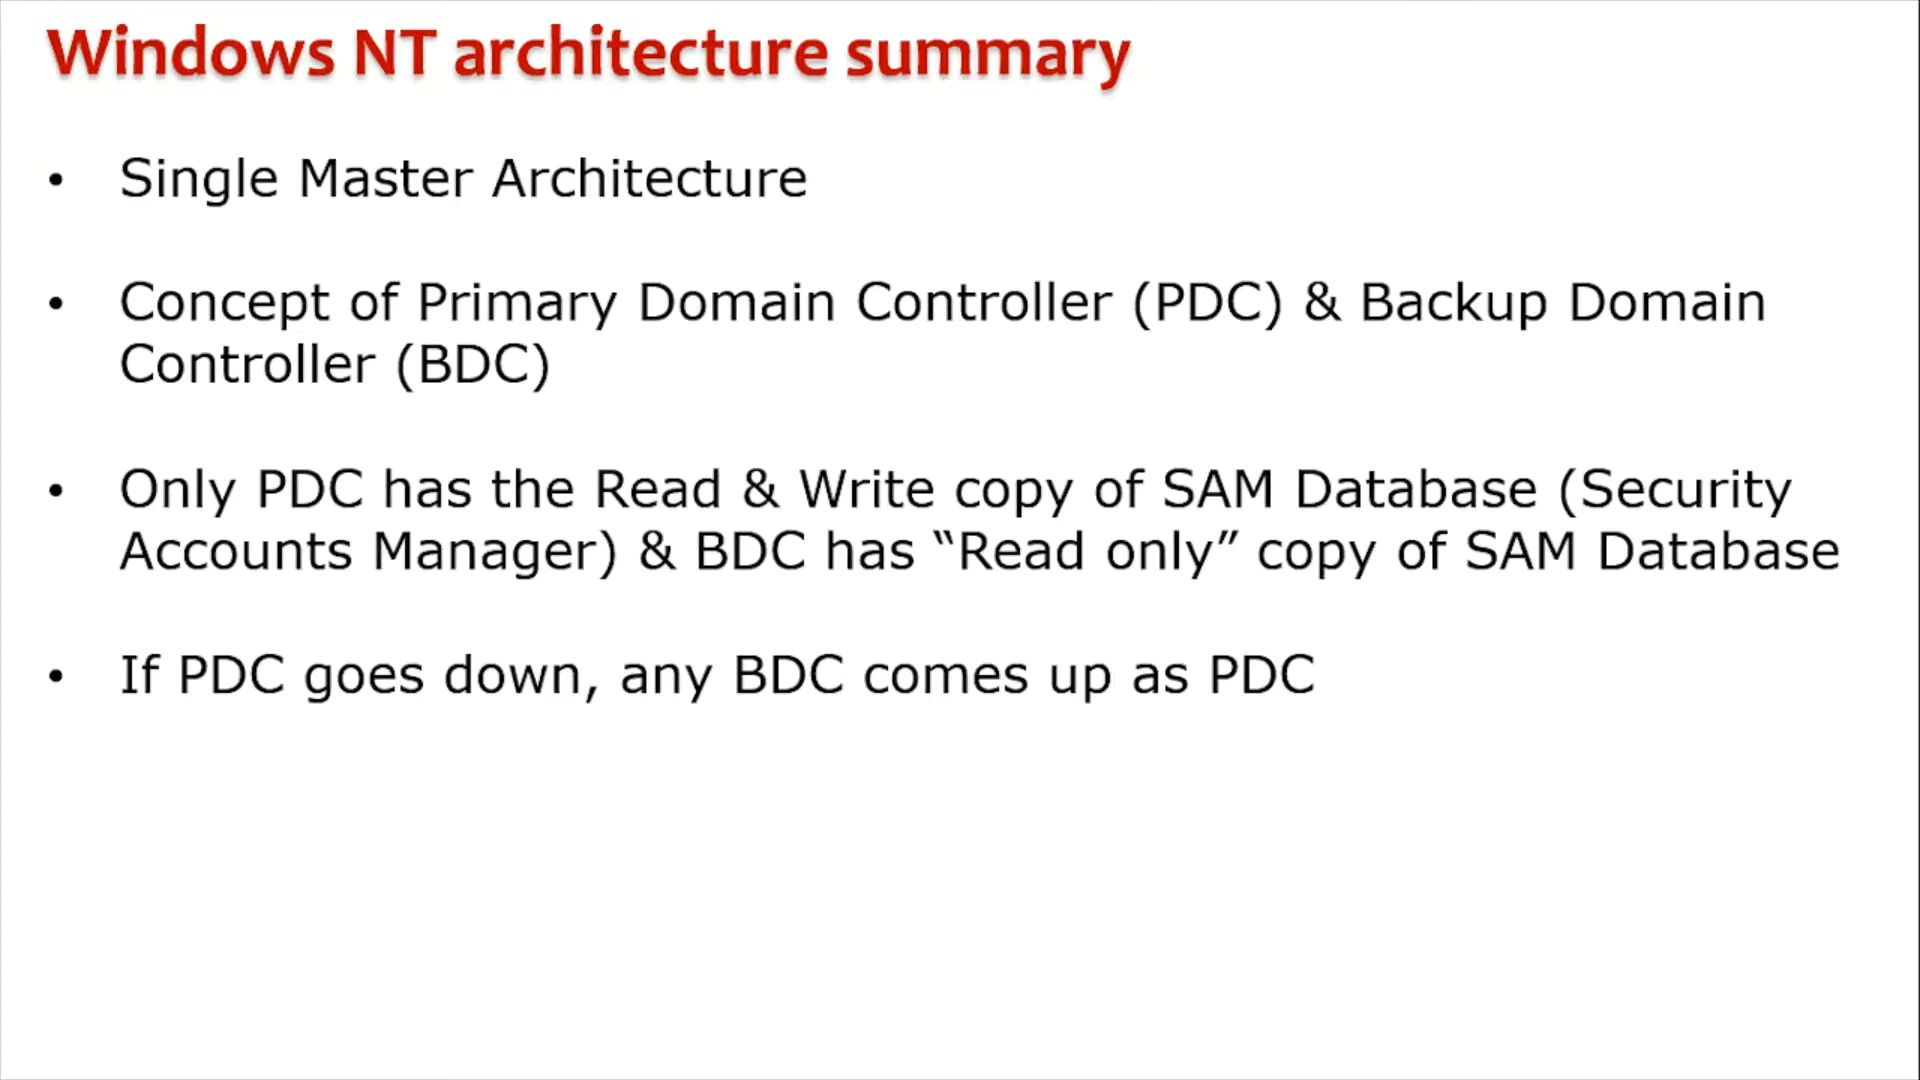 Windows NT architecture summary
• Single Master Architecture
• Concept of Primary Domain Controller (PDC) & Backup Domain
Controller (BDC)
• Only PDC has the Read & Write copy of SAM Database (Security
Accounts Manager) & BDC has “Read only” copy of SAM Database
• If PDC goes down, any BDC comes up as PDC